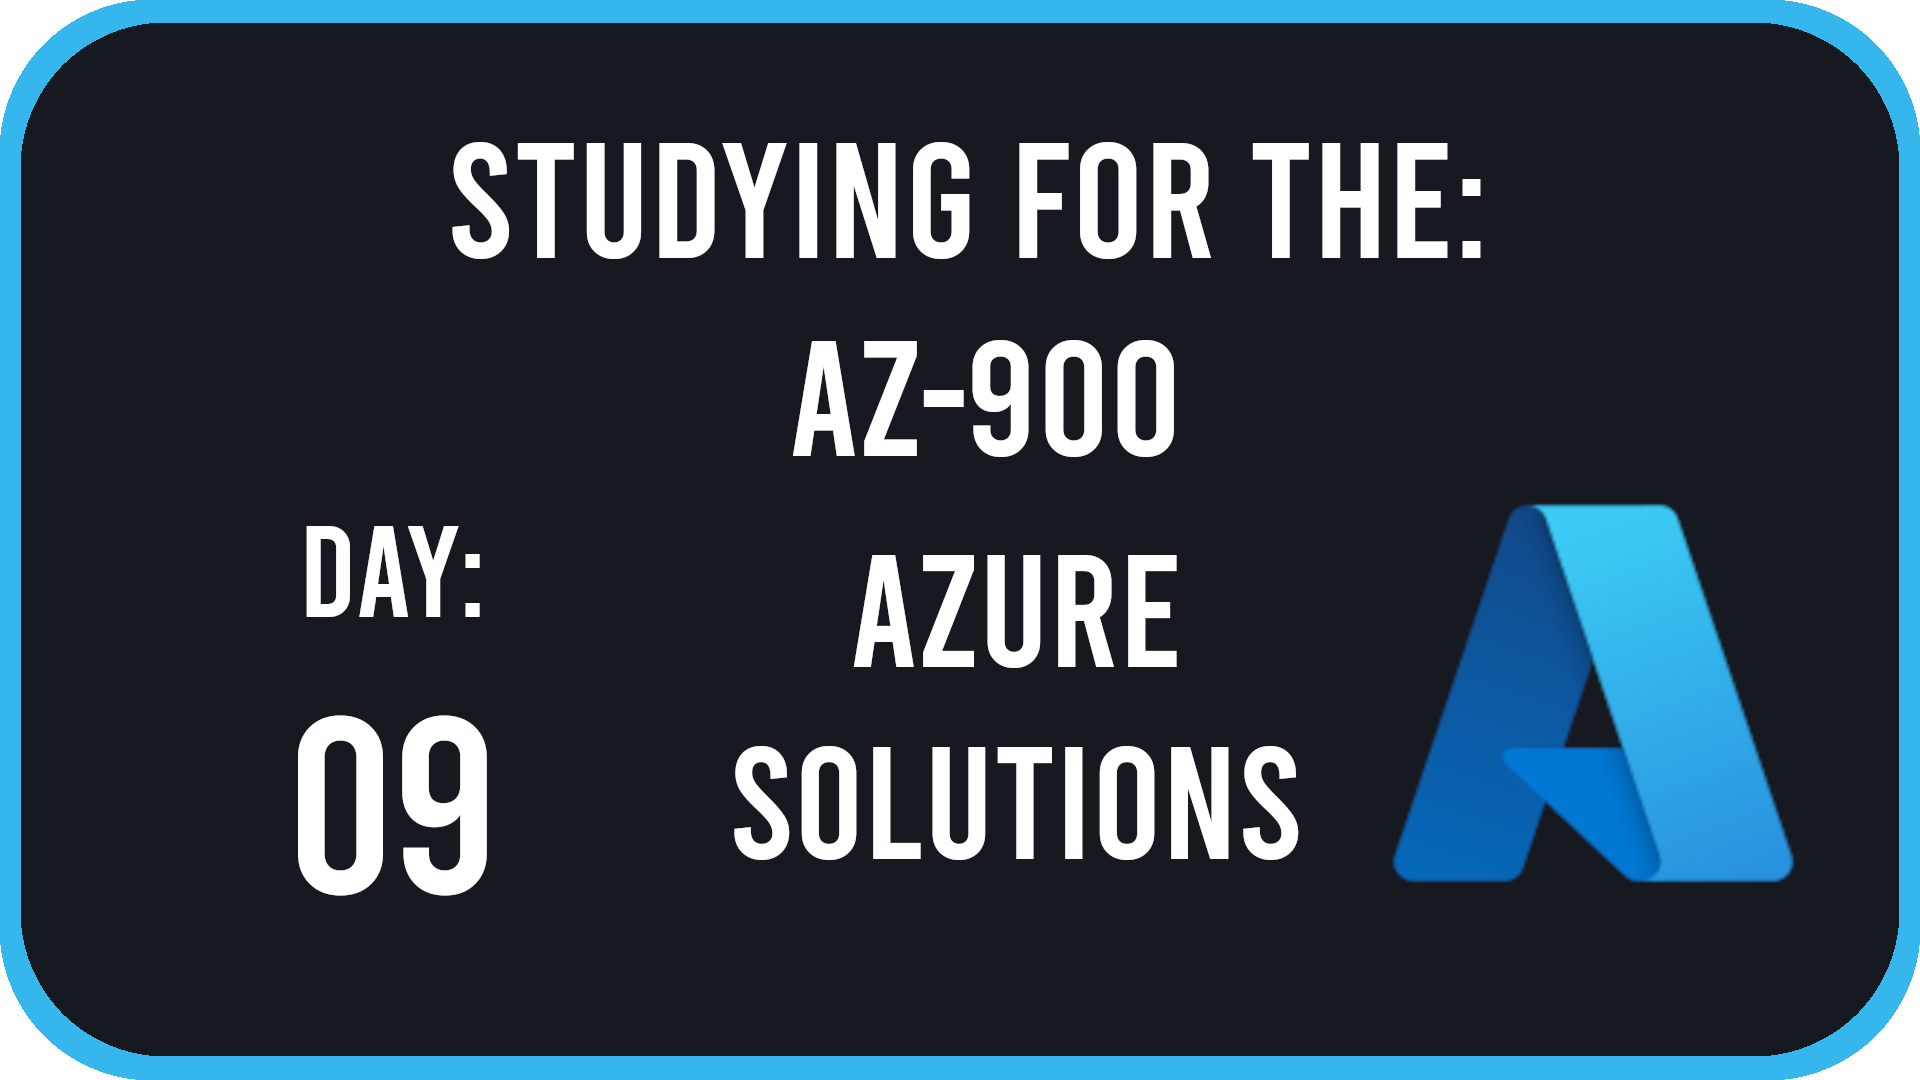 STUDYING FOR THE:
AZ-900
DAY:
09
AZURE
SOLUTIONS